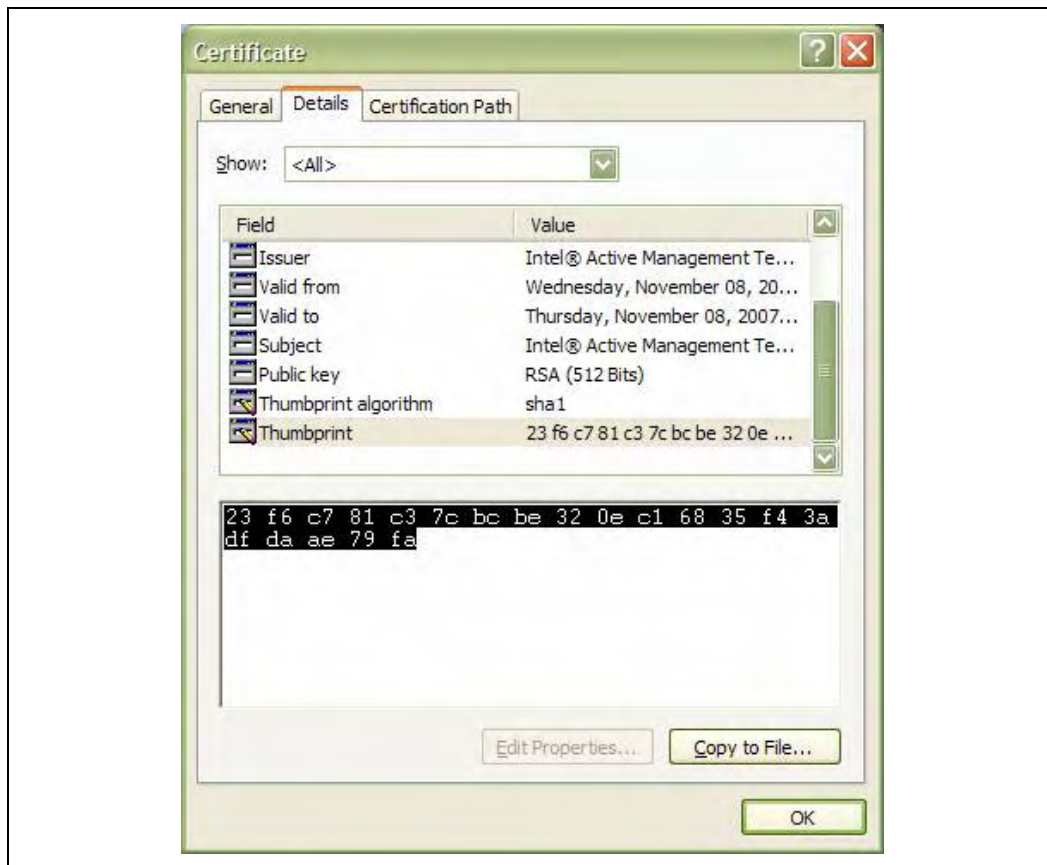 Certificate
General Details Certification Path
Show: <All>
Field Value
Issuer Intel® Active Management Te...
Valid from Wednesday, November 08, 20...
Valid to Thursday, November 08, 2007...
Subject Intel® Active Management Te...
Public key RSA (512 Bits)
Thumbprint algorithm sha1
Thumbprint 23 f6 c7 81 c3 7c bc be 32 0e ...
23 f6 c7 81 c3 7c bc be 32 0e c1 68 35 f4 3a
df da ae 79 fa
Edit Properties... Copy to File...
OK